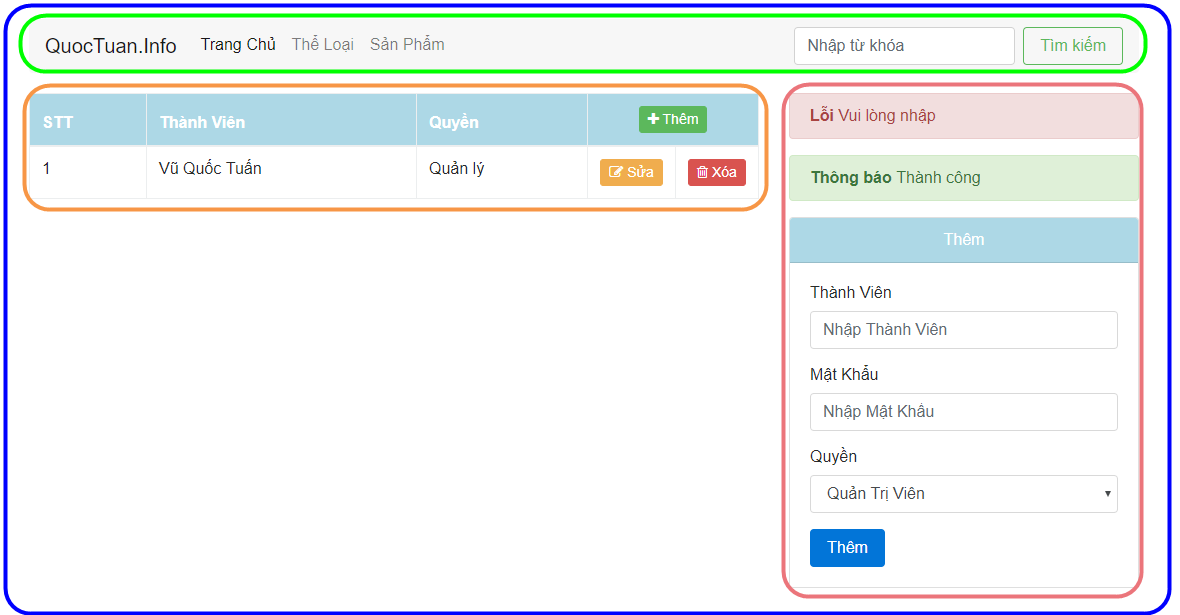 QuocTuan.Info Trang Chủ Thể Loại Sản Phẩm Nhập từ khóa Tìm kiếm
STT Thành Viên Quyền Thêm
1 Vũ Quốc Tuấn Quản lý Sửa Xóa
Lỗi Vui lòng nhập
Thông báo Thành công
Thêm
Thành Viên
Nhập Thành Viên
Mật Khẩu
Nhập Mật Khẩu
Quyền
Quản Trị Viên
Thêm